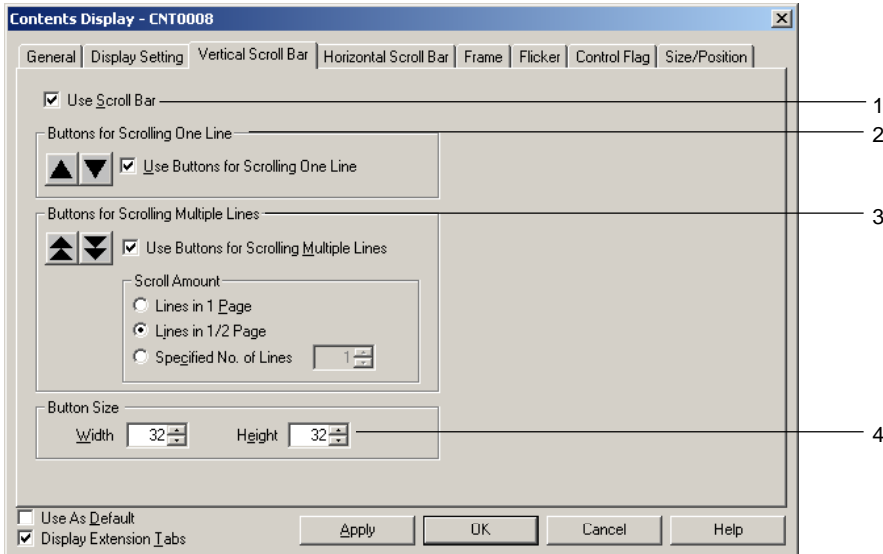 Contents Display - CNT0008
General Display Setting Vertical Scroll Bar Horizontal Scroll Bar Frame Flicker Control Flag Size/Position
Use Scroll Bar 1
Buttons for Scrolling One Line 2
Use Buttons for Scrolling One Line
Buttons for Scrolling Multiple Lines 3
Use Buttons for Scrolling Multiple Lines
Scroll Amount
Lines in 1 Page
Lines in 1/2 Page
Specified No. of Lines 1
Button Size
Width 32 Height 32 4
Use As Default
Display Extension Tabs
Apply OK Cancel Help